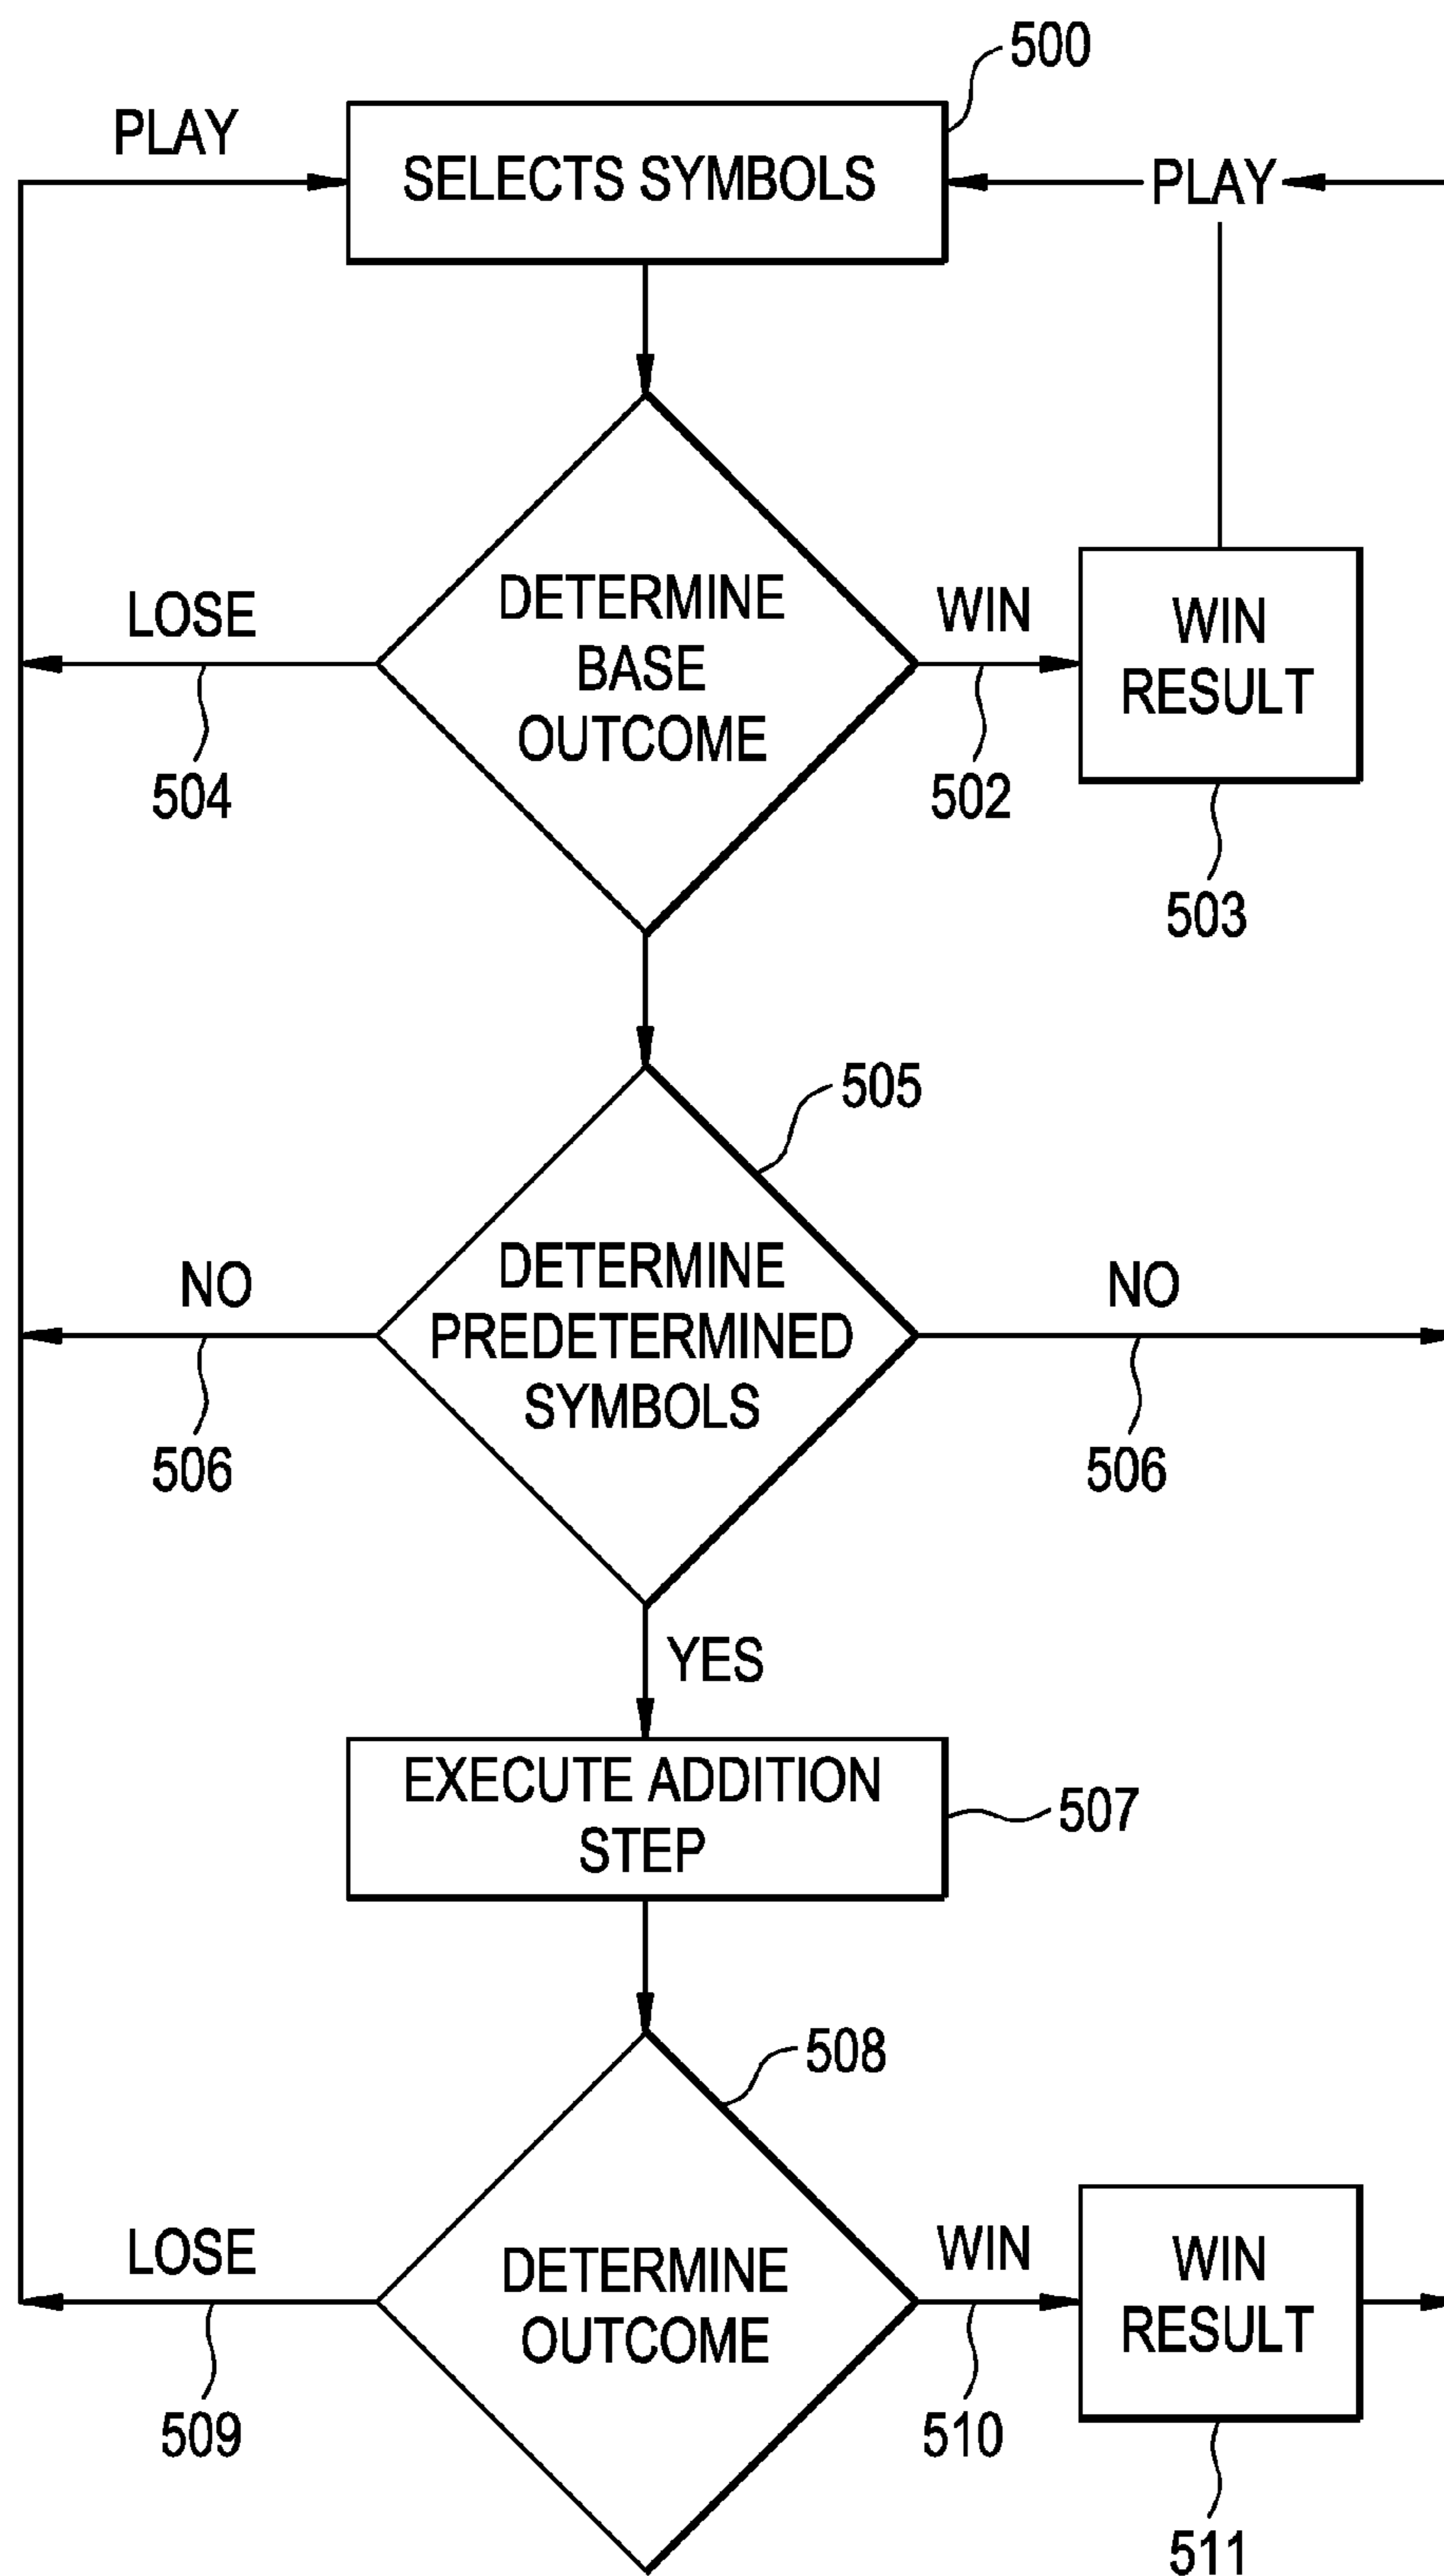 500
PLAY
SELECTS SYMBOLS
PLAY
LOSE
DETERMINE
BASE
OUTCOME
WIN
WIN
RESULT
504
502
503
505
NO
DETERMINE
PREDETERMINED
SYMBOLS
NO
506
506
YES
EXECUTE ADDITION
STEP
507
508
LOSE
DETERMINE
OUTCOME
WIN
WIN
RESULT
509
510
511